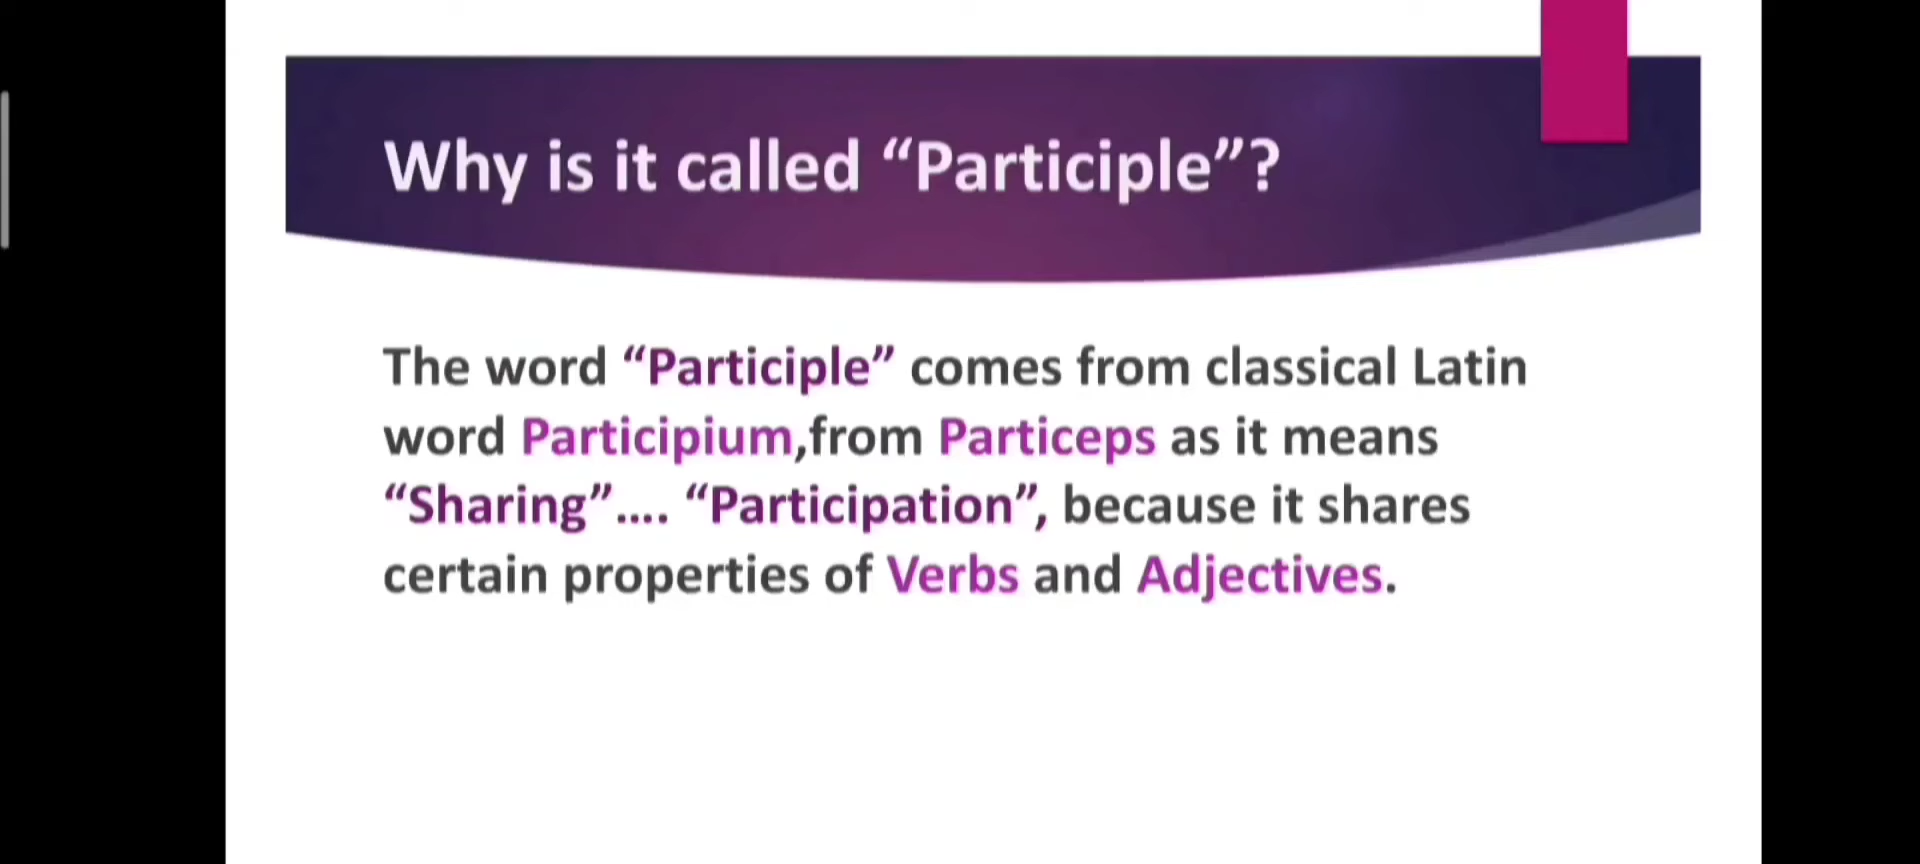 Why is it called “Participle”?
The word “Participle” comes from classical Latin
word Participium,from Particeps as it means
“Sharing”.... “Participation”, because it shares
certain properties of Verbs and Adjectives.